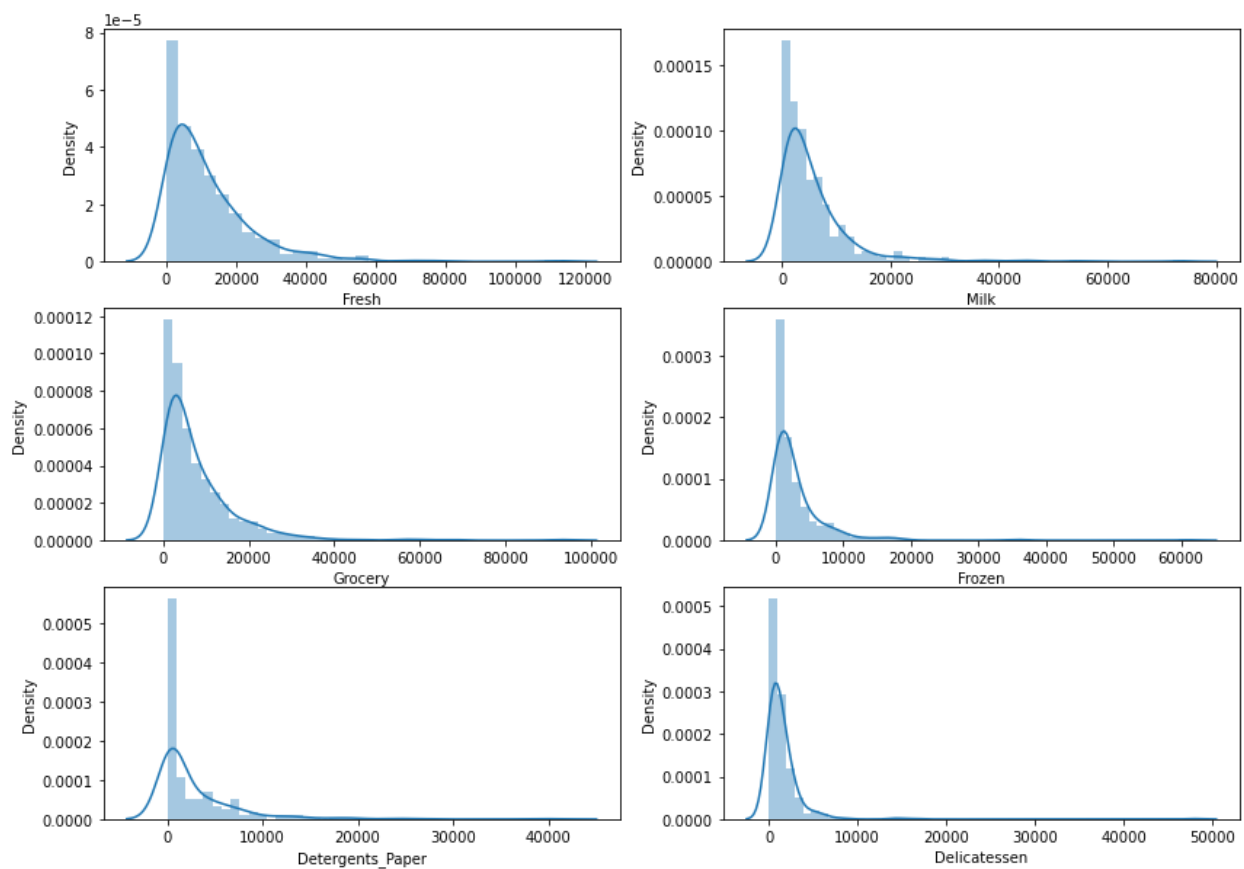 1e−5
8
6
4
2
0
Density
0 20000 40000 60000 80000 100000 120000
Fresh
0.00015
0.00010
0.00005
0.00000
Density
0 20000 40000 60000 80000
Milk
0.00012
0.00010
0.00008
0.00006
0.00004
0.00002
0.00000
Density
0 20000 40000 60000 80000 100000
Grocery
0.0003
0.0002
0.0001
0.0000
Density
0 10000 20000 30000 40000 50000 60000
Frozen
0.0005
0.0004
0.0003
0.0002
0.0001
0.0000
Density
0 10000 20000 30000 40000
Detergents_Paper
0.0005
0.0004
0.0003
0.0002
0.0001
0.0000
Density
0 10000 20000 30000 40000 50000
Delicatessen